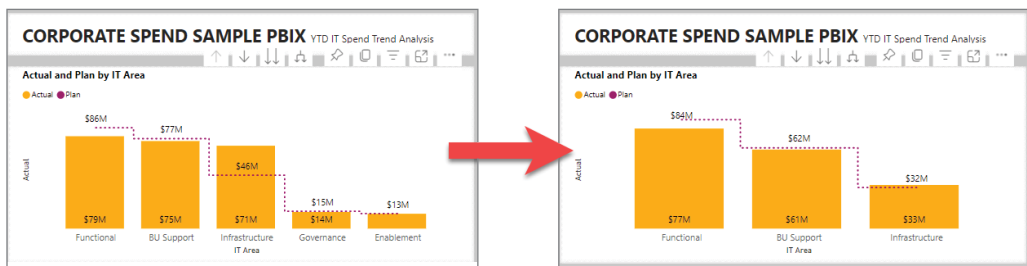 CORPORATE SPEND SAMPLE PBIX YTD IT Spend Trend Analysis
Actual and Plan by IT Area
Actual Plan
$86M
$77M
$46M
$15M
$13M
Actual
$79M $75M $71M $14M
Functional BU Support Infrastructure Governance Enablement
IT Area
CORPORATE SPEND SAMPLE PBIX YTD IT Spend Trend Analysis
Actual and Plan by IT Area
Actual Plan
$84M
$62M
$32M
Actual
$77M $61M $33M
Functional BU Support Infrastructure
IT Area